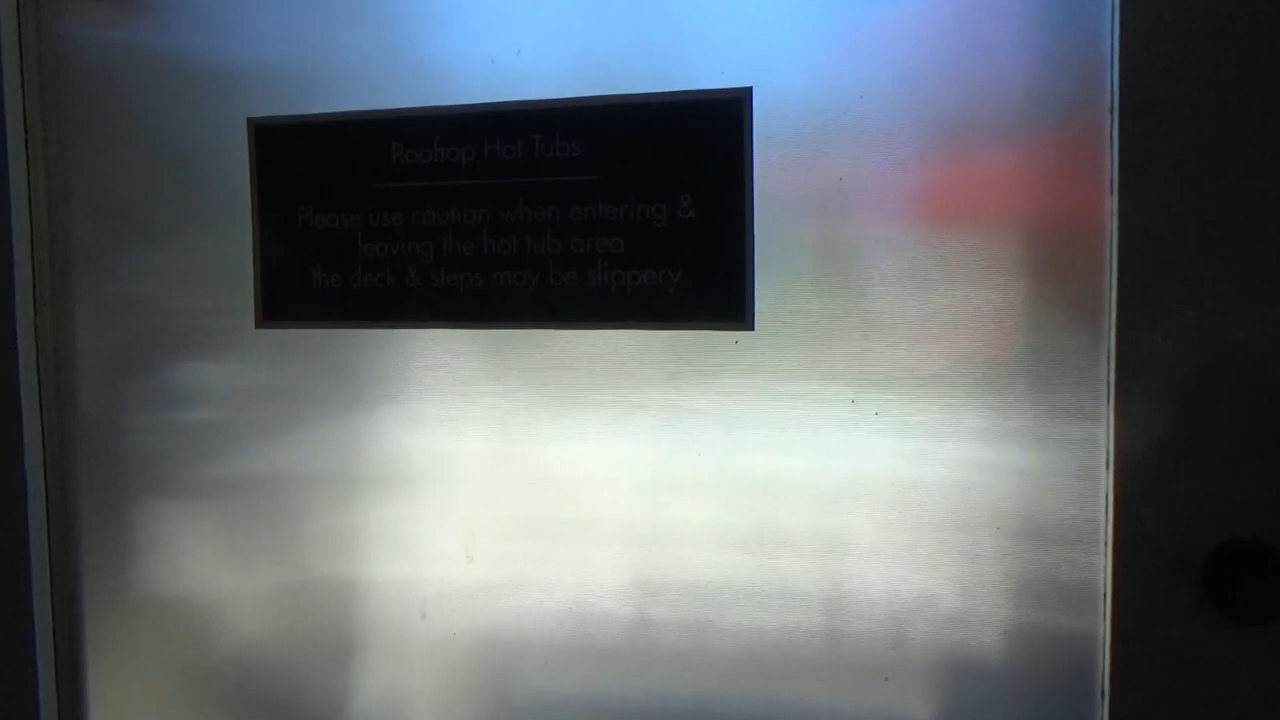 Rooftop Hot Tubs
Please use caution when entering &
leaving the hot tub area
the deck & steps may be slippery